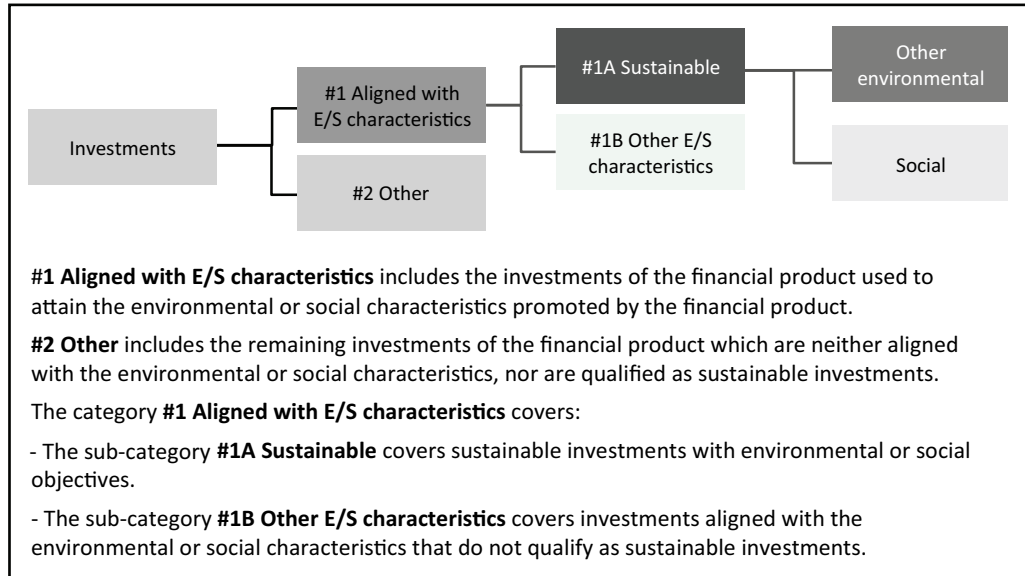 Investments
#1 Aligned with
E/S characteristics
#2 Other
#1A Sustainable
#1B Other E/S
characteristics
Other
environmental
Social
#1 Aligned with E/S characteristics includes the investments of the financial product used to
attain the environmental or social characteristics promoted by the financial product.
#2 Other includes the remaining investments of the financial product which are neither aligned
with the environmental or social characteristics, nor are qualified as sustainable investments.
The category #1 Aligned with E/S characteristics covers:
- The sub-category #1A Sustainable covers sustainable investments with environmental or social
objectives.
- The sub-category #1B Other E/S characteristics covers investments aligned with the
environmental or social characteristics that do not qualify as sustainable investments.